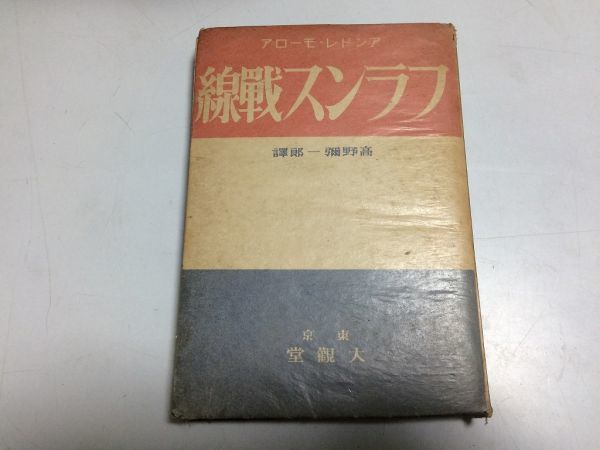 アンドレ・モーロア
フランス戰線
高野彌一郎譯
東京
大觀堂